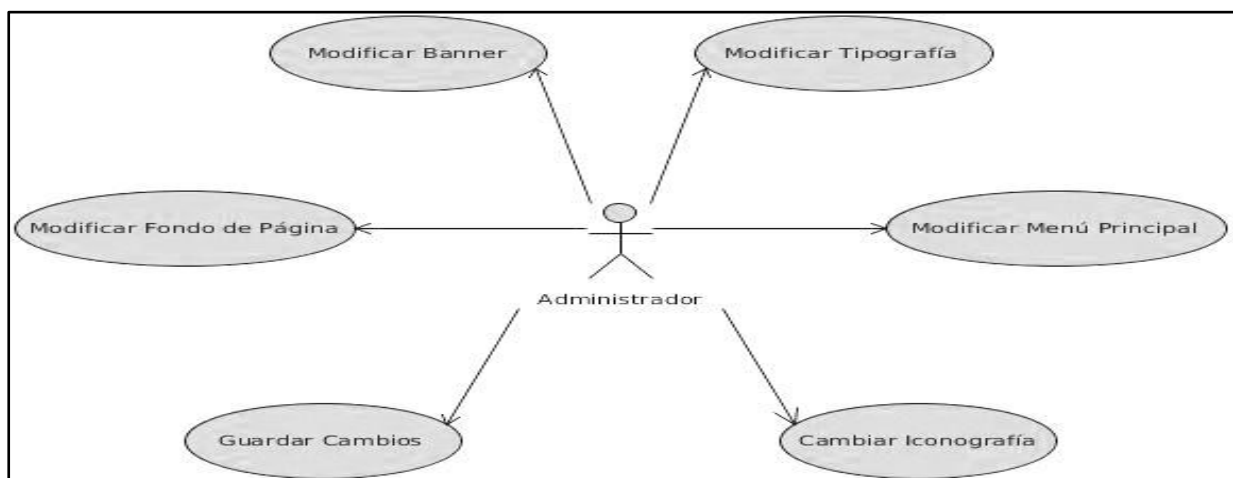 Modificar Banner
Modificar Tipografía
Modificar Fondo de Página
Modificar Menú Principal
Administrador
Guardar Cambios
Cambiar Iconografía